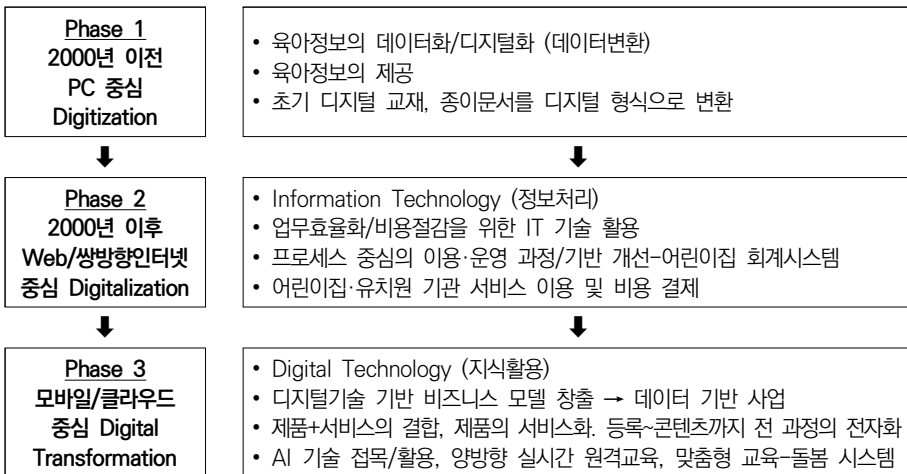 Phase 1
2000년 이전
PC 중심
Digitization
• 육아정보의 데이터화/디지털화 (데이터변환)
• 육아정보의 제공
• 초기 디지털 교재, 종이문서를 디지털 형식으로 변환
Phase 2
2000년 이후
Web/쌍방향인터넷
중심 Digitalization
• Information Technology (정보처리)
• 업무효율화/비용절감을 위한 IT 기술 활용
• 프로세스 중심의 이용·운영 과정/기반 개선-어린이집 회계시스템
• 어린이집·유치원 기관 서비스 이용 및 비용 결제
Phase 3
모바일/클라우드
중심 Digital
Transformation
• Digital Technology (지식활용)
• 디지털기술 기반 비즈니스 모델 창출 → 데이터 기반 사업
• 제품+서비스의 결합, 제품의 서비스화. 등록~콘텐츠까지 전 과정의 전자화
• AI 기술 접목/활용, 양방향 실시간 원격교육, 맞춤형 교육-돌봄 시스템